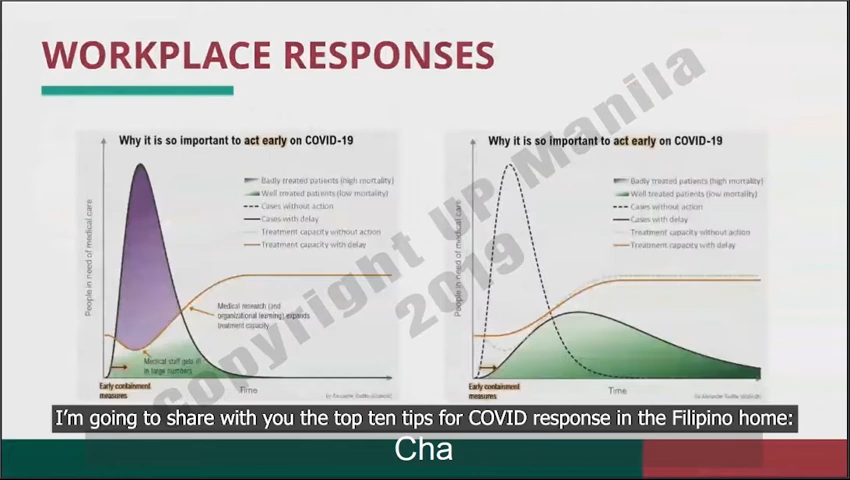 WORKPLACE RESPONSES
Why it is so important to act early on COVID-19
Badly treated patients (high mortality)
Well treated patients (low mortality)
Cases without action
Cases with delay
Treatment capacity without action
Treatment capacity with delay
People in need of medical care
Medical research (and
organizational learning) expands
treatment capacity
Medical staff gets ill
in large numbers
Early containment
measures
Time
Why it is so important to act early on COVID-19
Badly treated patients (high mortality)
Well treated patients (low mortality)
Cases without action
Cases with delay
Treatment capacity without action
Treatment capacity with delay
People in need of medical care
Early containment
measures
Time
Copyright UP Manila
2019
I'm going to share with you the top ten tips for COVID response in the Filipino home:
Cha